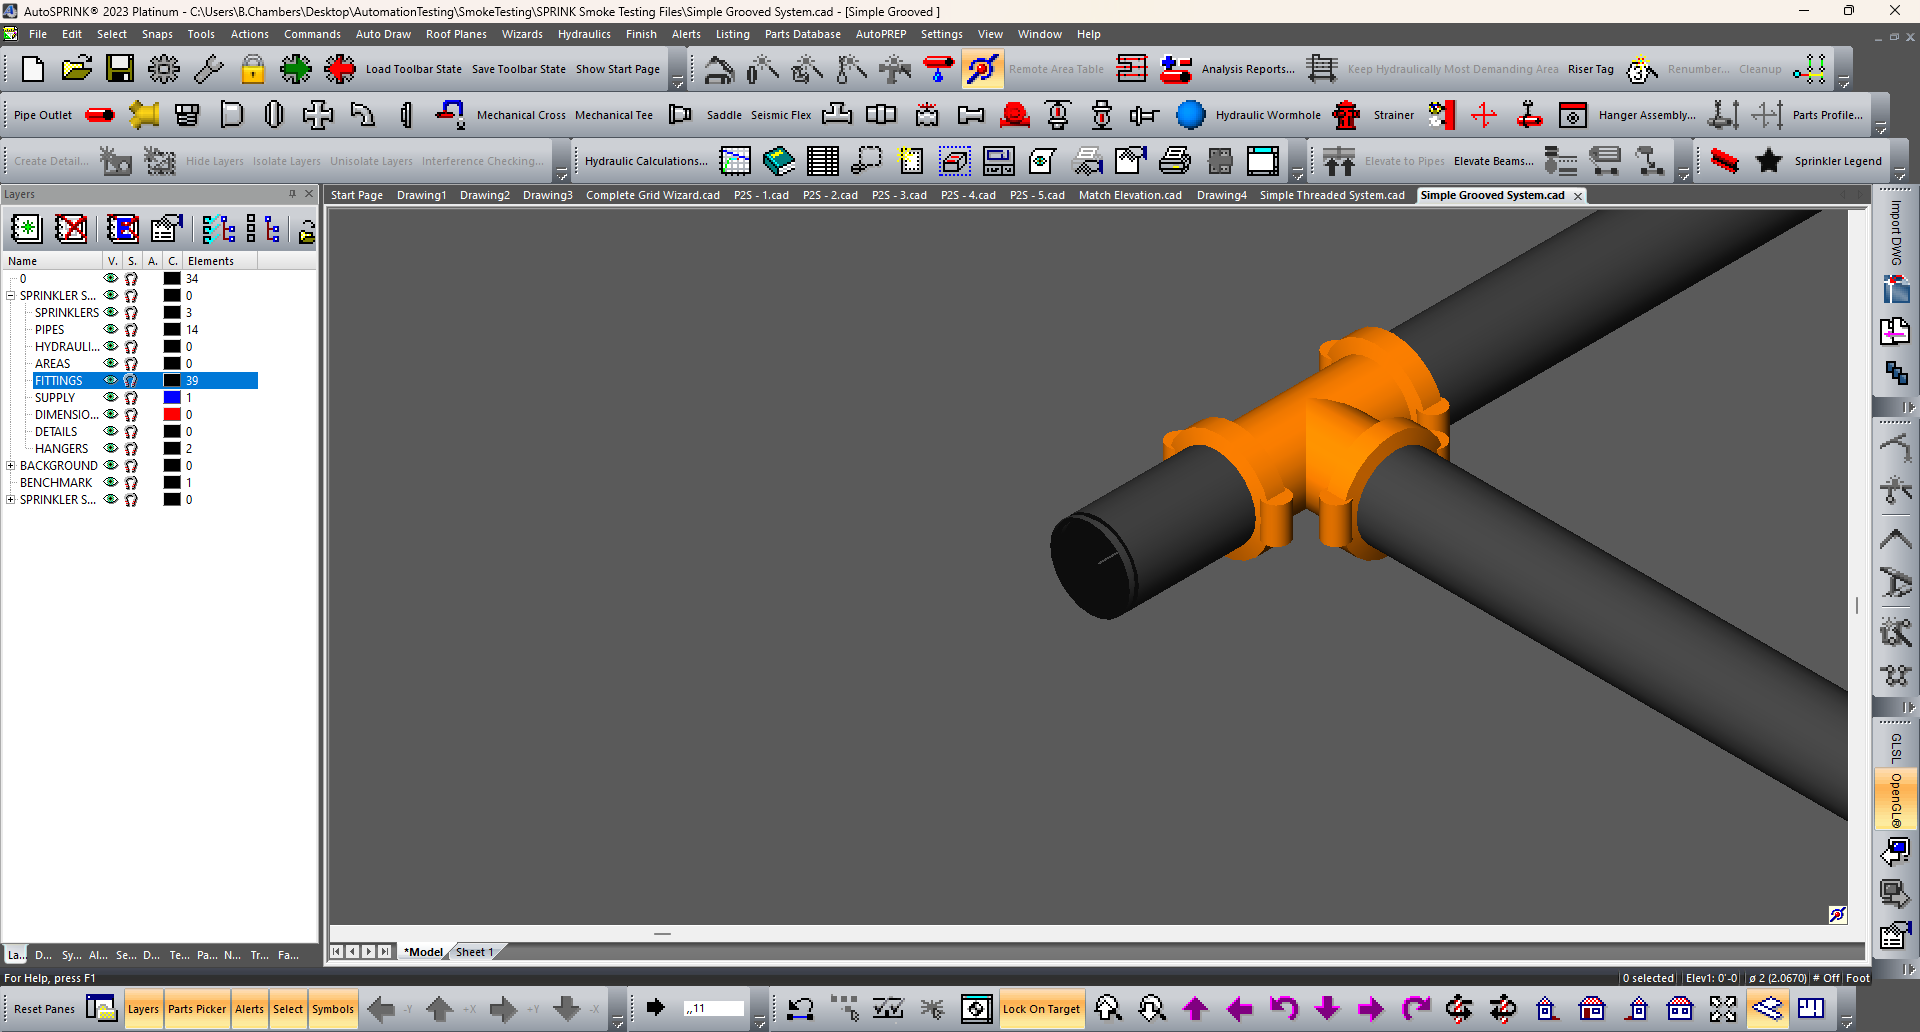 AutoSPRINK® 2023 Platinum - C:\Users\B.Chambers\Desktop\AutomationTesting\SmokeTesting\SPRINK Smoke Testing Files\Simple Grooved System.cad - [Simple Grooved ]
File Edit Select Snaps Tools Actions Commands Auto Draw Roof Planes Wizards Hydraulics Finish Alerts Listing Parts Database AutoPREP Settings View Window Help
Load Toolbar State Save Toolbar State Show Start Page Remote Area Table Analysis Reports... Keep Hydraulically Most Demanding Area Riser Tag Renumber... Cleanup
Pipe Outlet Mechanical Cross Mechanical Tee Saddle Seismic Flex Hydraulic Wormhole Strainer Hanger Assembly... Parts Profile...
Create Detail... Hide Layers Isolate Layers Unisolate Layers Interference Checking... Hydraulic Calculations... Elevate to Pipes Elevate Beams... Sprinkler Legend
Layers
Start Page Drawing1 Drawing2 Drawing3 Complete Grid Wizard.cad P2S - 1.cad P2S - 2.cad P2S - 3.cad P2S - 4.cad P2S - 5.cad Match Elevation.cad Drawing4 Simple Threaded System.cad Simple Grooved System.cad
Name V. S. A. C. Elements
0 34
SPRINKLER S... 0
SPRINKLERS 3
PIPES 14
HYDRAULI... 0
AREAS 0
FITTINGS 39
SUPPLY 1
DIMENSIO... 0
DETAILS 0
HANGERS 2
BACKGROUND 0
BENCHMARK 1
SPRINKLER S... 0
Import DWG
GLSL
OpenGL®
La... D... Sy... Al... Se... D... Te... Pa... N... Tr... Fa...
*Model Sheet 1
For Help, press F1
0 selected Elev1: 0'-0 ø 2 (2.0670) # Off Foot
Reset Panes Layers Parts Picker Alerts Select Symbols -Y +X +Y -X ,,11 Lock On Target